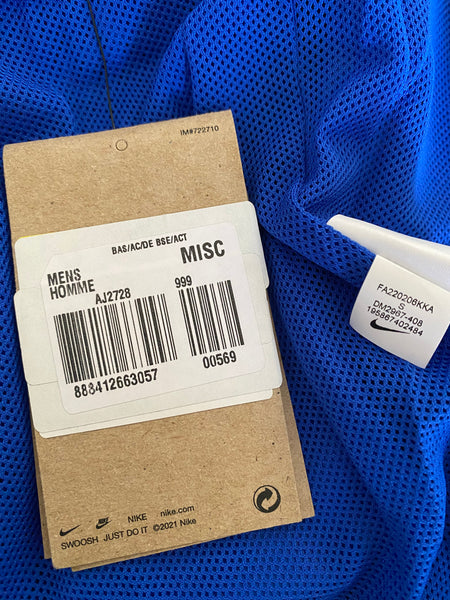 IM#722710
BAS/AC/DE BSE/ACT
MISC
MENS
HOMME
AJ2728 999
888412663057 00569
NIKE nike.com
SWOOSH JUST DO IT ©2021 Nike
FA220206KKA
S
DM2967-408
195867402484